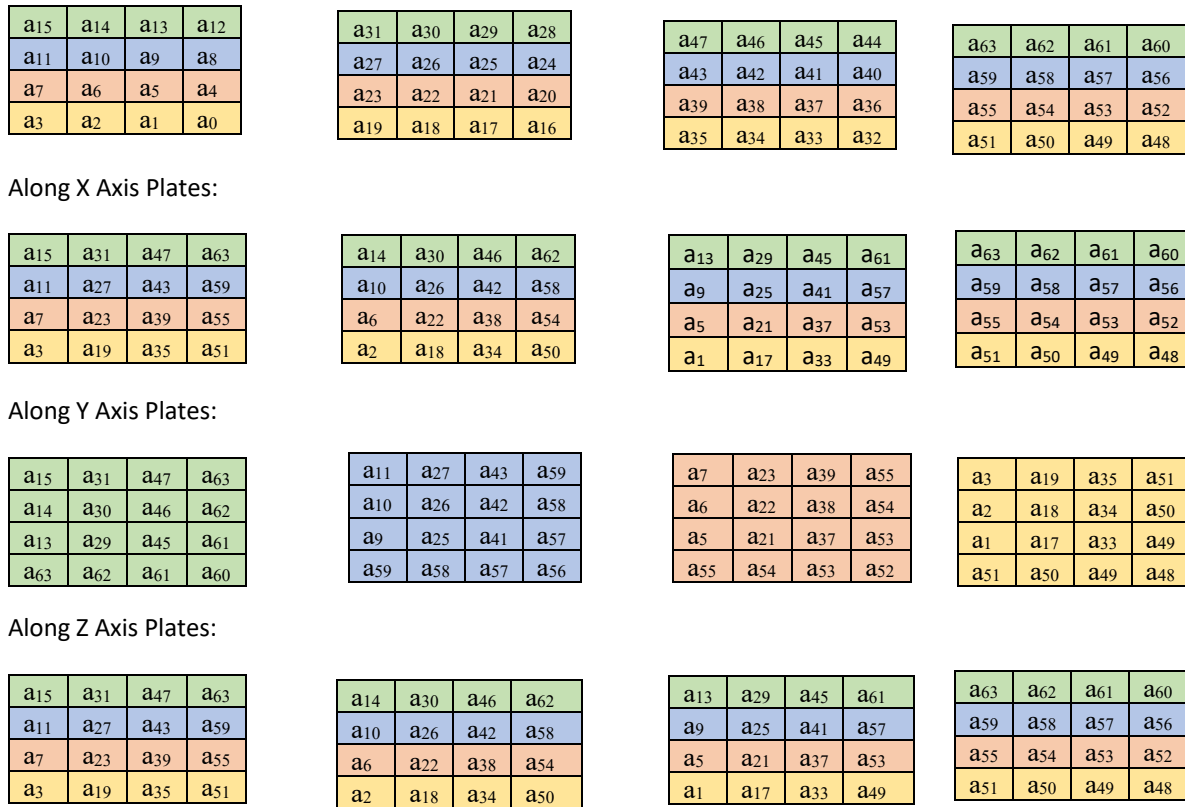 a15 a14 a13 a12 a31 a30 a29 a28 a47 a46 a45 a44 a63 a62 a61 a60
a11 a10 a9 a8 a27 a26 a25 a24 a43 a42 a41 a40 a59 a58 a57 a56
a7 a6 a5 a4 a23 a22 a21 a20 a39 a38 a37 a36 a55 a54 a53 a52
a3 a2 a1 a0 a19 a18 a17 a16 a35 a34 a33 a32 a51 a50 a49 a48
Along X Axis Plates:
a15 a31 a47 a63 a14 a30 a46 a62 a13 a29 a45 a61 a63 a62 a61 a60
a11 a27 a43 a59 a10 a26 a42 a58 a9 a25 a41 a57 a59 a58 a57 a56
a7 a23 a39 a55 a6 a22 a38 a54 a5 a21 a37 a53 a55 a54 a53 a52
a3 a19 a35 a51 a2 a18 a34 a50 a1 a17 a33 a49 a51 a50 a49 a48
Along Y Axis Plates:
a15 a31 a47 a63 a11 a27 a43 a59 a7 a23 a39 a55 a3 a19 a35 a51
a14 a30 a46 a62 a10 a26 a42 a58 a6 a22 a38 a54 a2 a18 a34 a50
a13 a29 a45 a61 a9 a25 a41 a57 a5 a21 a37 a53 a1 a17 a33 a49
a63 a62 a61 a60 a59 a58 a57 a56 a55 a54 a53 a52 a51 a50 a49 a48
Along Z Axis Plates:
a15 a31 a47 a63 a14 a30 a46 a62 a13 a29 a45 a61 a63 a62 a61 a60
a11 a27 a43 a59 a10 a26 a42 a58 a9 a25 a41 a57 a59 a58 a57 a56
a7 a23 a39 a55 a6 a22 a38 a54 a5 a21 a37 a53 a55 a54 a53 a52
a3 a19 a35 a51 a2 a18 a34 a50 a1 a17 a33 a49 a51 a50 a49 a48